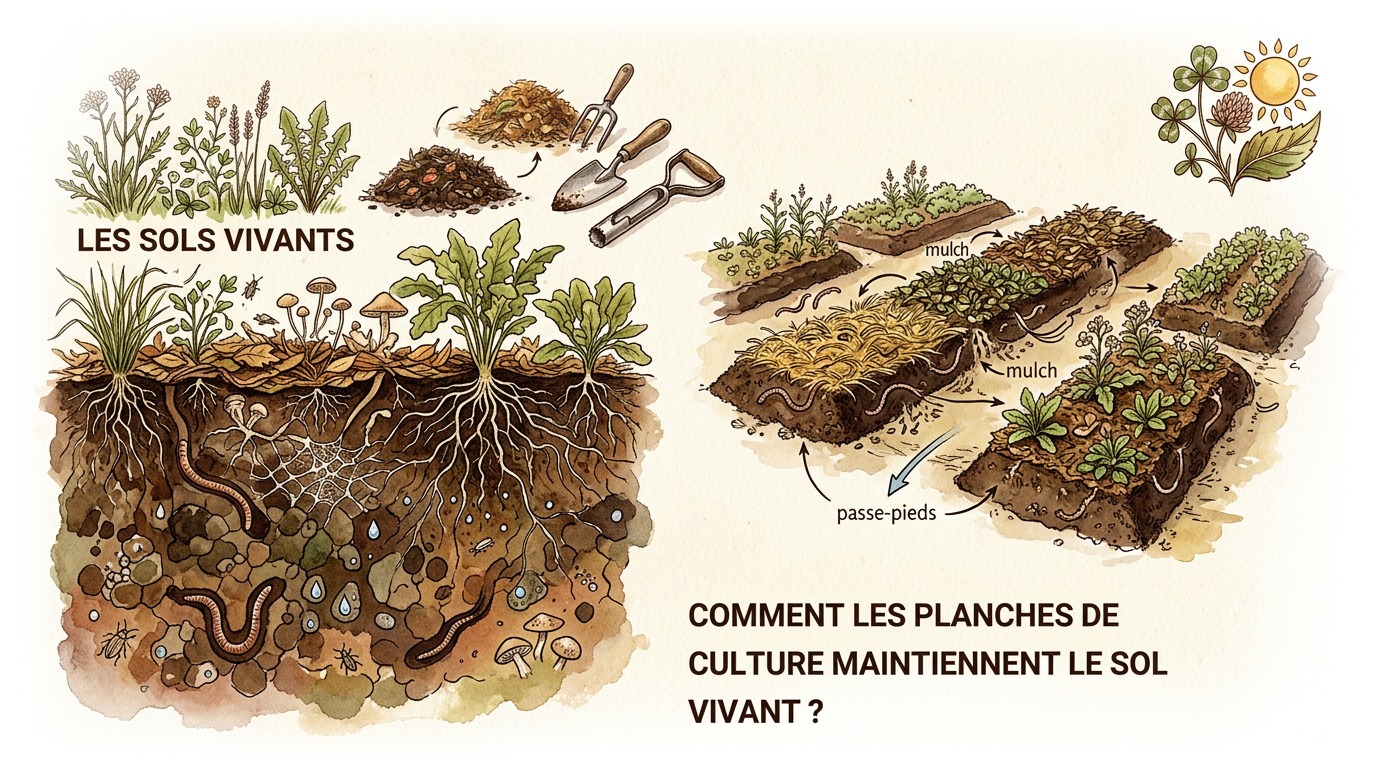 LES SOLS VIVANTS
mulch
mulch
passe-pieds
COMMENT LES PLANCHES DE
CULTURE MAINTIENNENT LE SOL
VIVANT ?